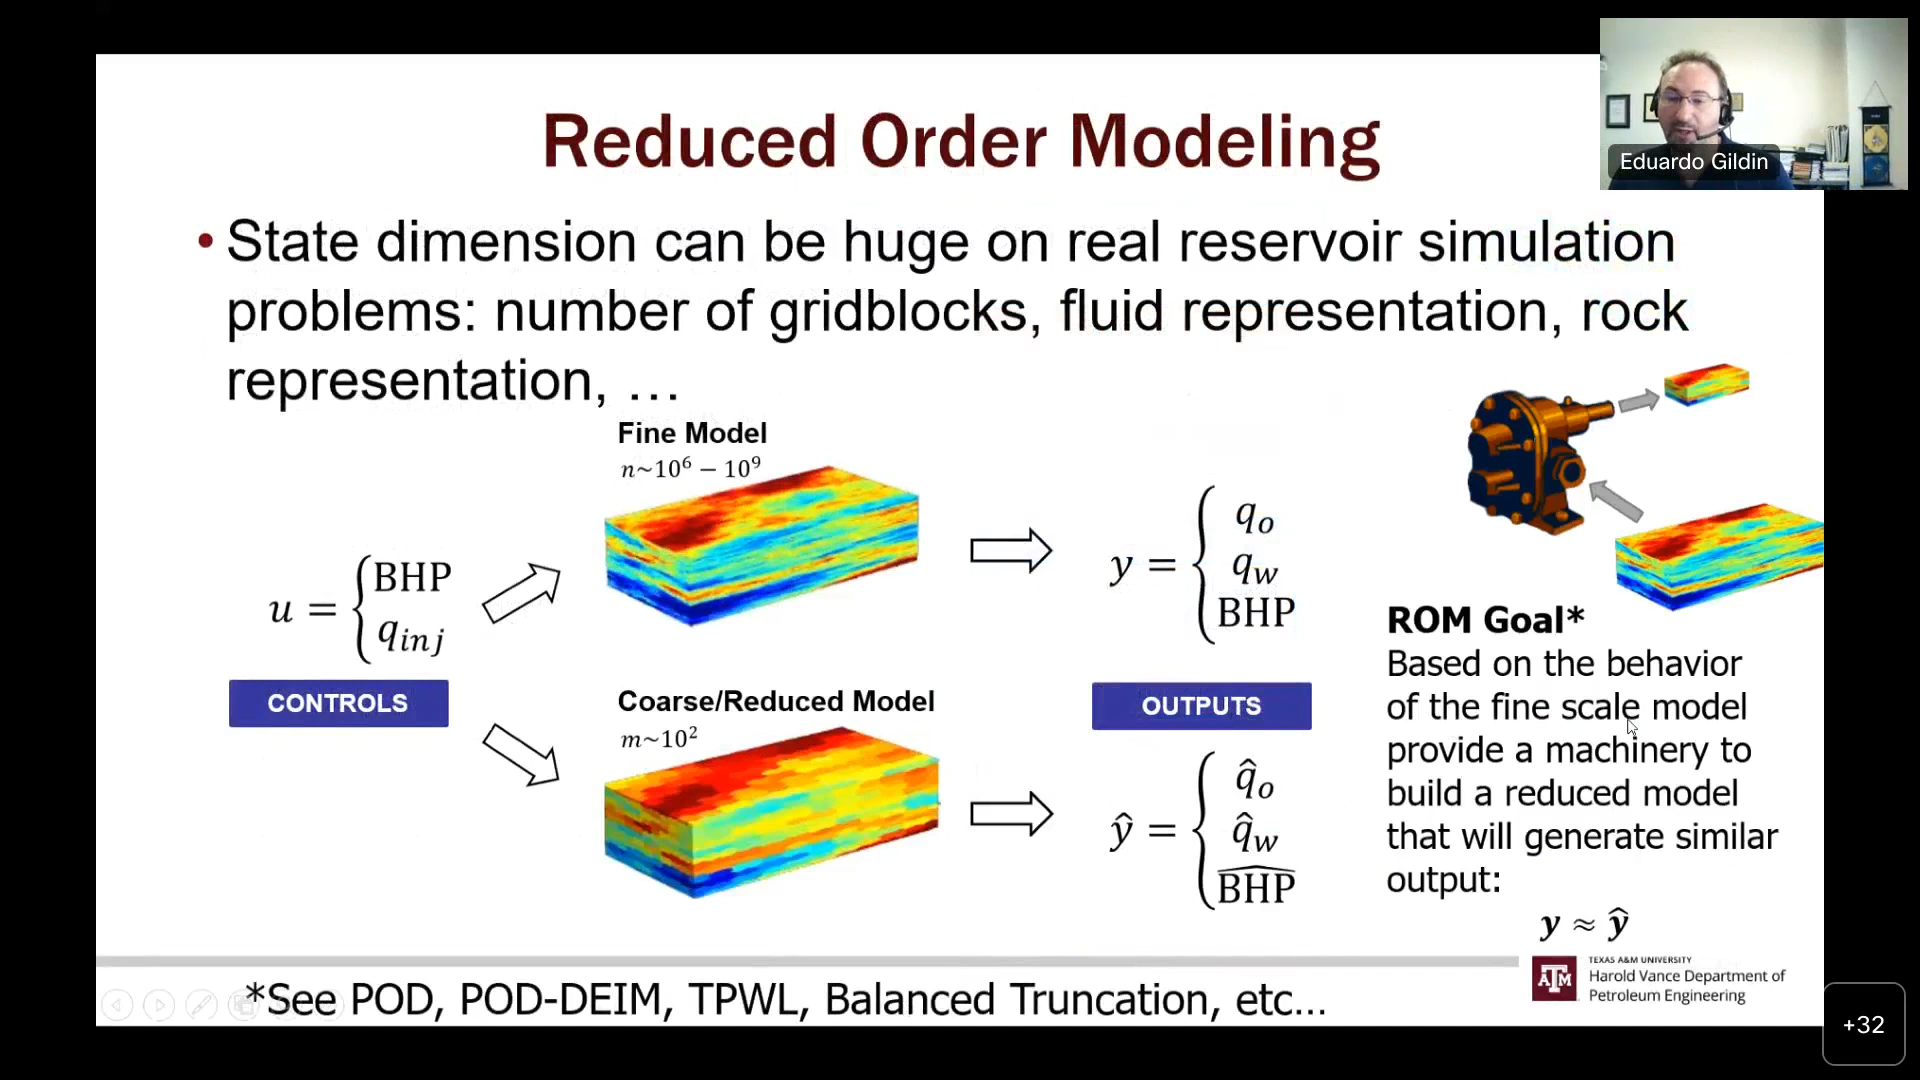 Eduardo Gildin
Reduced Order Modeling
• State dimension can be huge on real reservoir simulation
problems: number of gridblocks, fluid representation, rock
representation, …
Fine Model
n~10⁶ − 10⁹
u = { BHP
q_inj
CONTROLS
y = { q_o
q_w
BHP
Coarse/Reduced Model
m~10²
OUTPUTS
ŷ = { q̂_o
q̂_w
B͡HP
ROM Goal*
Based on the behavior
of the fine scale model
provide a machinery to
build a reduced model
that will generate similar
output:
y ≈ ŷ
*See POD, POD-DEIM, TPWL, Balanced Truncation, etc...
TEXAS A&M UNIVERSITY
Harold Vance Department of
Petroleum Engineering
ATM
+32